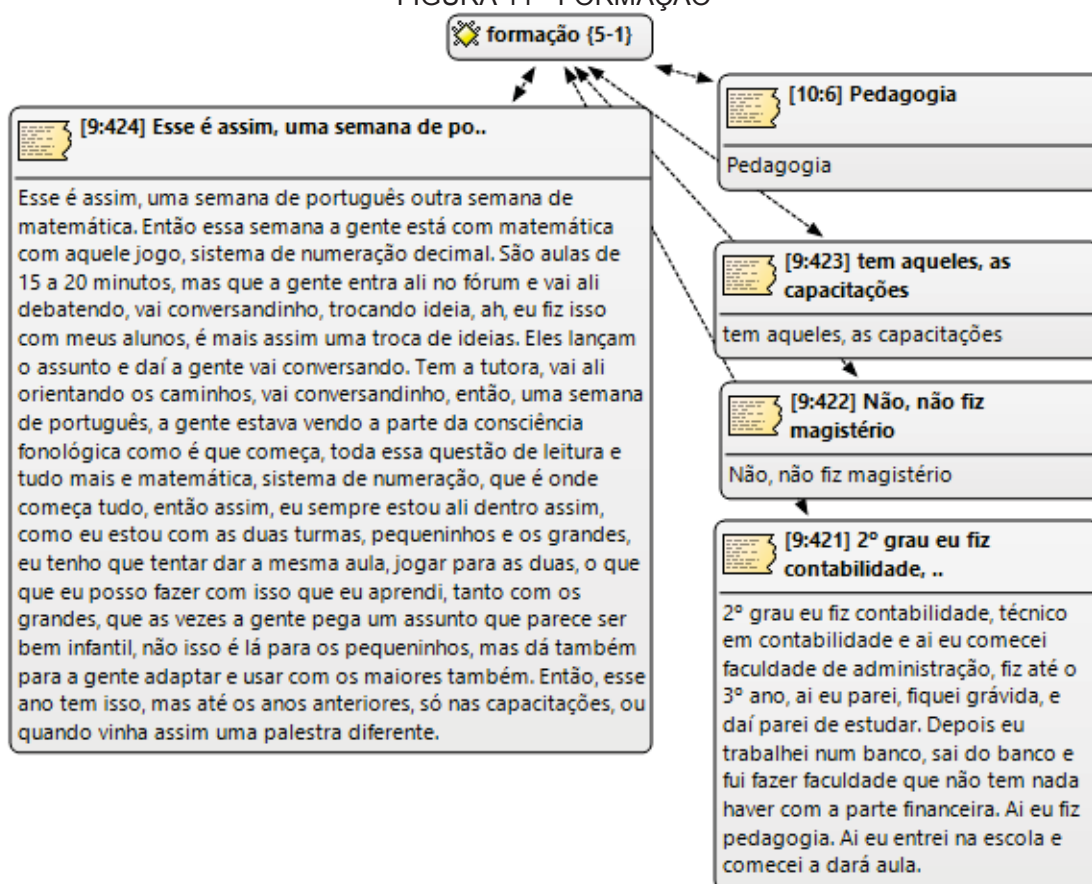 FIGURA 11 - FORMAÇÃO
formação {5-1}
[9:424] Esse é assim, uma semana de po..
Esse é assim, uma semana de português outra semana de
matemática. Então essa semana a gente está com matemática
com aquele jogo, sistema de numeração decimal. São aulas de
15 a 20 minutos, mas que a gente entra ali no fórum e vai ali
debatendo, vai conversandinho, trocando ideia, ah, eu fiz isso
com meus alunos, é mais assim uma troca de ideias. Eles lançam
o assunto e daí a gente vai conversando. Tem a tutora, vai ali
orientando os caminhos, vai conversandinho, então, uma semana
de português, a gente estava vendo a parte da consciência
fonológica como é que começa, toda essa questão de leitura e
tudo mais e matemática, sistema de numeração, que é onde
começa tudo, então assim, eu sempre estou ali dentro assim,
como eu estou com as duas turmas, pequeninhos e os grandes,
eu tenho que tentar dar a mesma aula, jogar para as duas, o que
que eu posso fazer com isso que eu aprendi, tanto com os
grandes, que as vezes a gente pega um assunto que parece ser
bem infantil, não isso é lá para os pequeninhos, mas dá também
para a gente adaptar e usar com os maiores também. Então, esse
ano tem isso, mas até os anos anteriores, só nas capacitações, ou
quando vinha assim uma palestra diferente.
[10:6] Pedagogia
Pedagogia
[9:423] tem aqueles, as
capacitações
tem aqueles, as capacitações
[9:422] Não, não fiz
magistério
Não, não fiz magistério
[9:421] 2º grau eu fiz
contabilidade, ..
2º grau eu fiz contabilidade, técnico
em contabilidade e ai eu comecei
faculdade de administração, fiz até o
3º ano, ai eu parei, fiquei grávida, e
daí parei de estudar. Depois eu
trabalhei num banco, sai do banco e
fui fazer faculdade que não tem nada
haver com a parte financeira. Ai eu fiz
pedagogia. Ai eu entrei na escola e
comecei a dará aula.